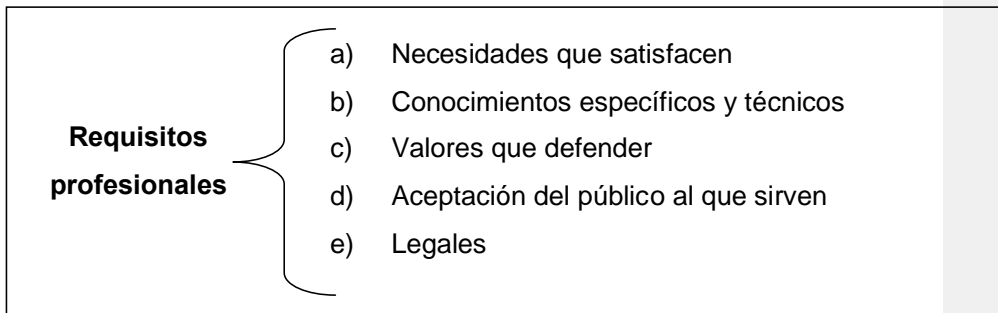 Requisitos
profesionales
a) Necesidades que satisfacen
b) Conocimientos específicos y técnicos
c) Valores que defender
d) Aceptación del público al que sirven
e) Legales